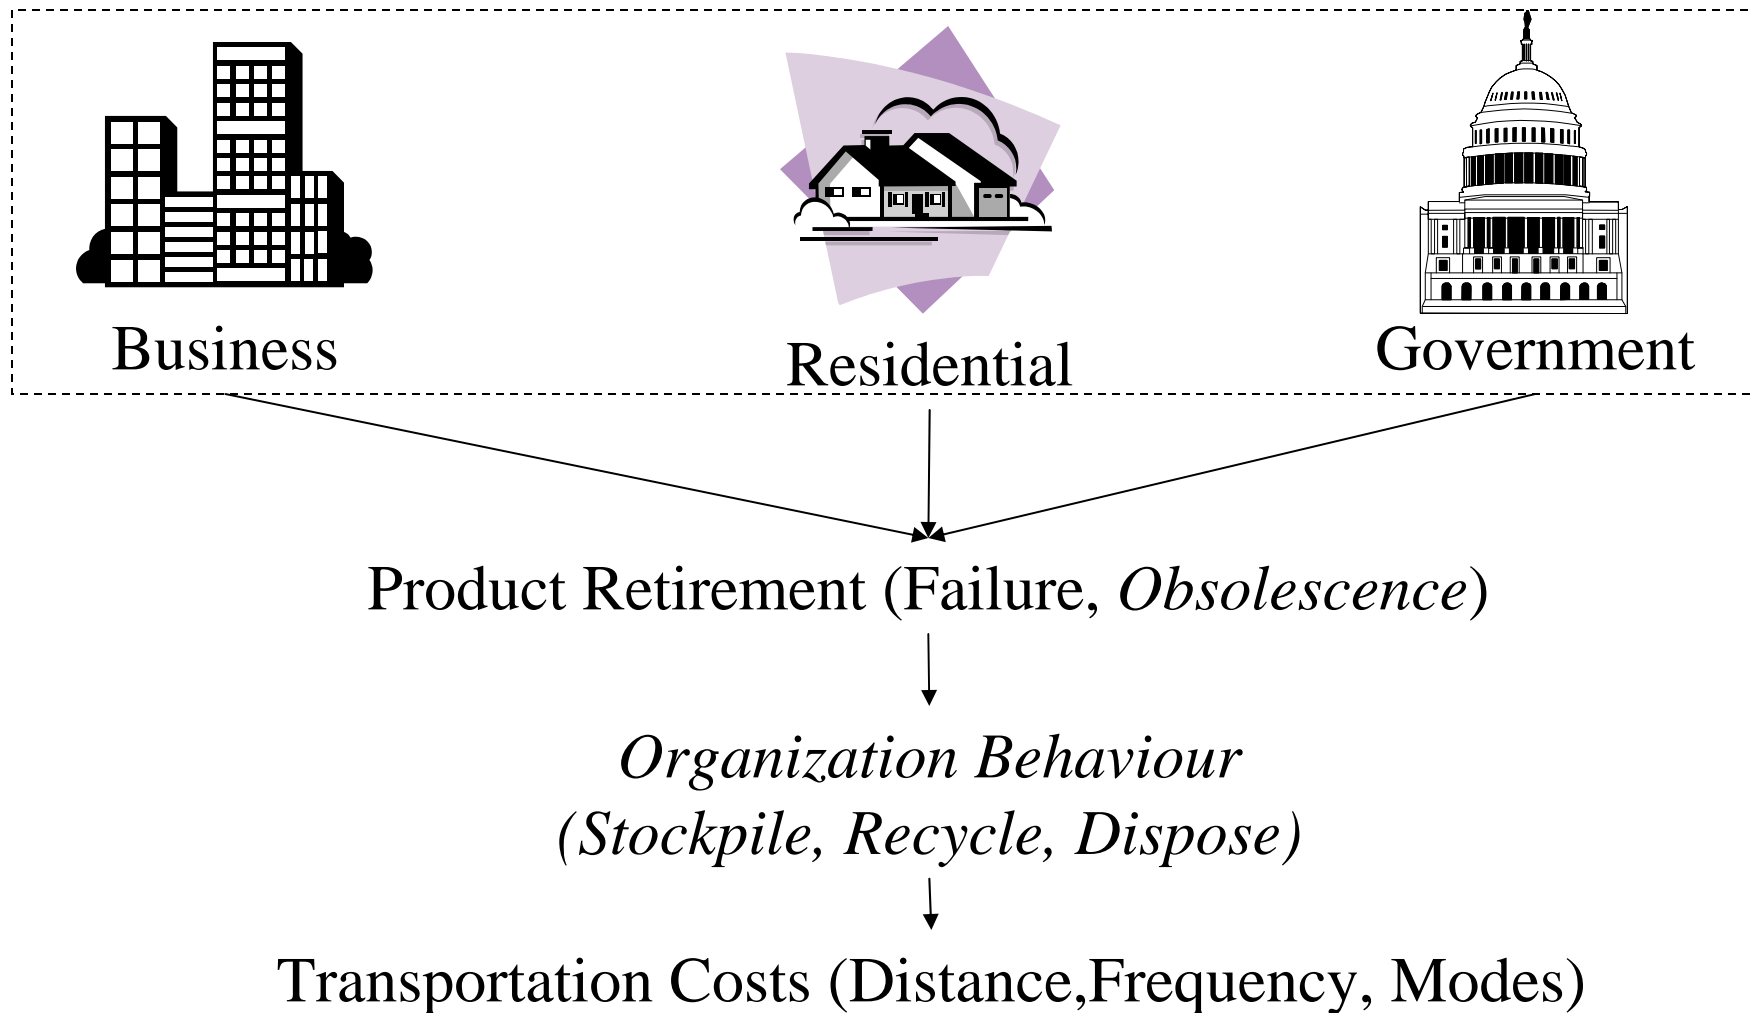 Business
Residential
Government
Product Retirement (Failure, Obsolescence)
Organization Behaviour
(Stockpile, Recycle, Dispose)
Transportation Costs (Distance,Frequency, Modes)